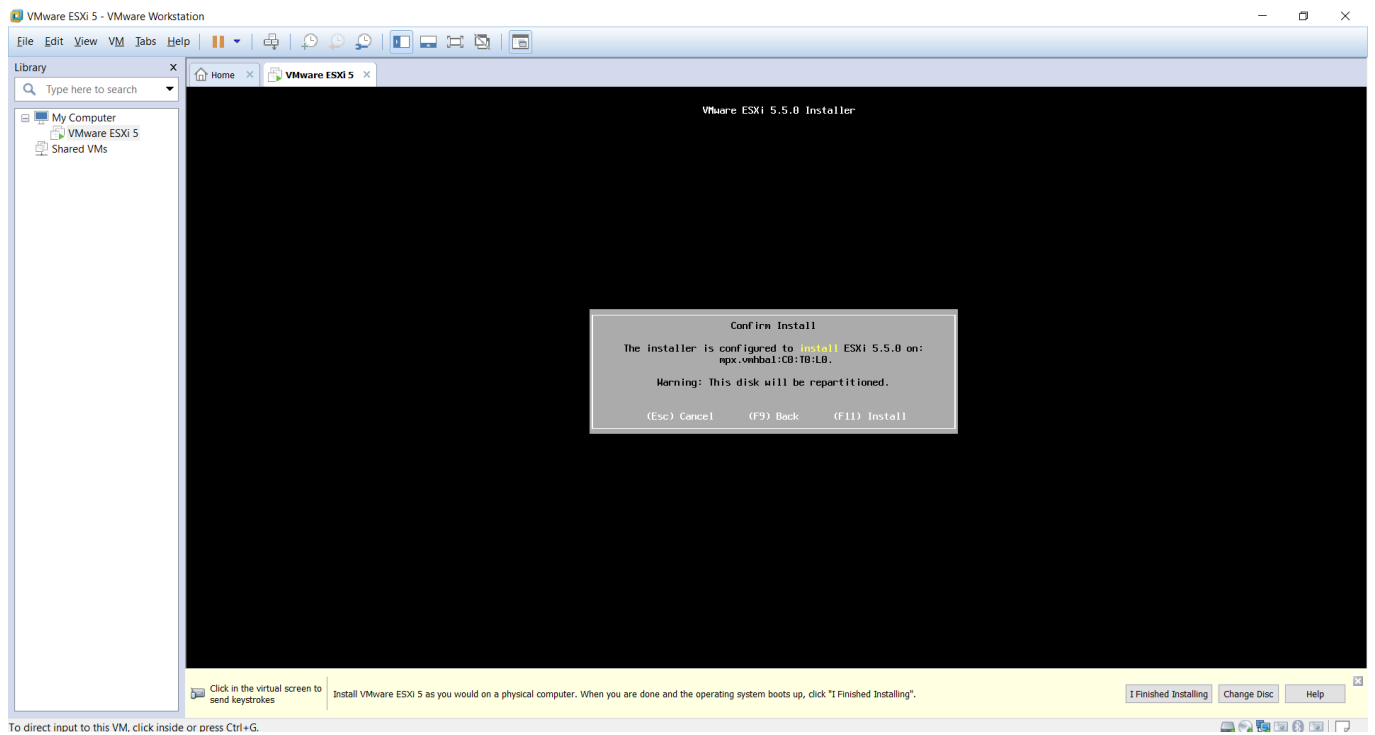 VMware ESXi 5 - VMware Workstation
File Edit View VM Tabs Help
Library x
Type here to search
My Computer
VMware ESXi 5
Shared VMs
Home × VMware ESXi 5 ×
VMware ESXi 5.5.0 Installer
Confirm Install
The installer is configured to install ESXi 5.5.0 on:
mpx.vmhba1:C0:T0:L0.
Warning: This disk will be repartitioned.
(Esc) Cancel (F9) Back (F11) Install
Click in the virtual screen to
send keystrokes
Install VMware ESXi 5 as you would on a physical computer. When you are done and the operating system boots up, click "I Finished Installing".
I Finished Installing Change Disc Help
To direct input to this VM, click inside or press Ctrl+G.